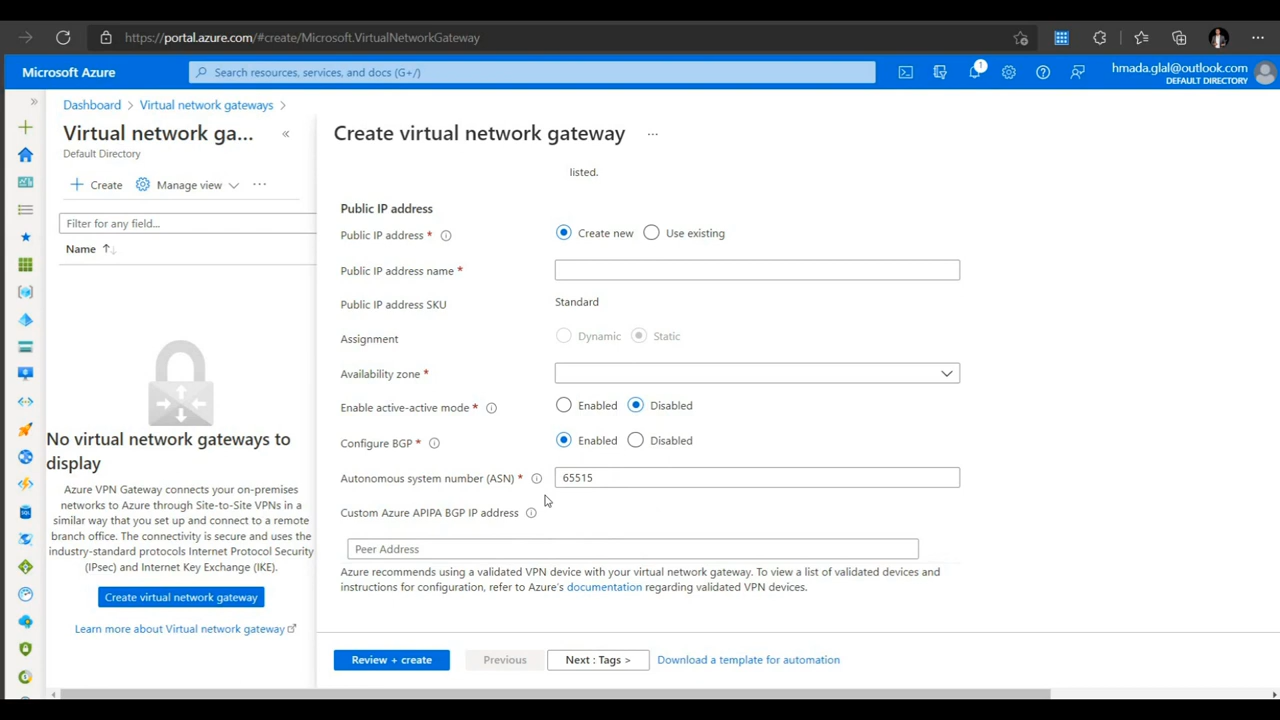 https://portal.azure.com/#create/Microsoft.VirtualNetworkGateway
Microsoft Azure
Search resources, services, and docs (G+/)
1
hmada.glal@outlook.com
DEFAULT DIRECTORY
Dashboard > Virtual network gateways >
Virtual network ga...
Default Directory
Create
Manage view
Filter for any field...
Name
No virtual network gateways to
display
Azure VPN Gateway connects your on-premises
networks to Azure through Site-to-Site VPNs in a
similar way that you set up and connect to a remote
branch office. The connectivity is secure and uses the
industry-standard protocols Internet Protocol Security
(IPsec) and Internet Key Exchange (IKE).
Create virtual network gateway
Learn more about Virtual network gateway
Create virtual network gateway
listed.
Public IP address
Public IP address *
Create new
Use existing
Public IP address name *
Public IP address SKU
Standard
Assignment
Dynamic
Static
Availability zone *
Enable active-active mode *
Enabled
Disabled
Configure BGP *
Enabled
Disabled
Autonomous system number (ASN) *
65515
Custom Azure APIPA BGP IP address
Peer Address
Azure recommends using a validated VPN device with your virtual network gateway. To view a list of validated devices and
instructions for configuration, refer to Azure's documentation regarding validated VPN devices.
Review + create
Previous
Next : Tags >
Download a template for automation